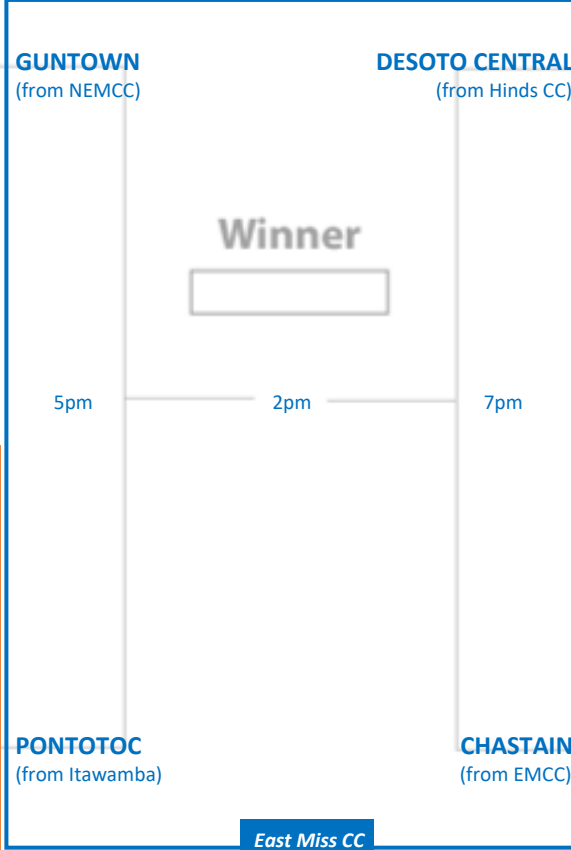 GUNTOWN
(from NEMCC)
DESOTO CENTRAL
(from Hinds CC)
Winner
5pm
2pm
7pm
PONTOTOC
(from Itawamba)
CHASTAIN
(from EMCC)
East Miss CC